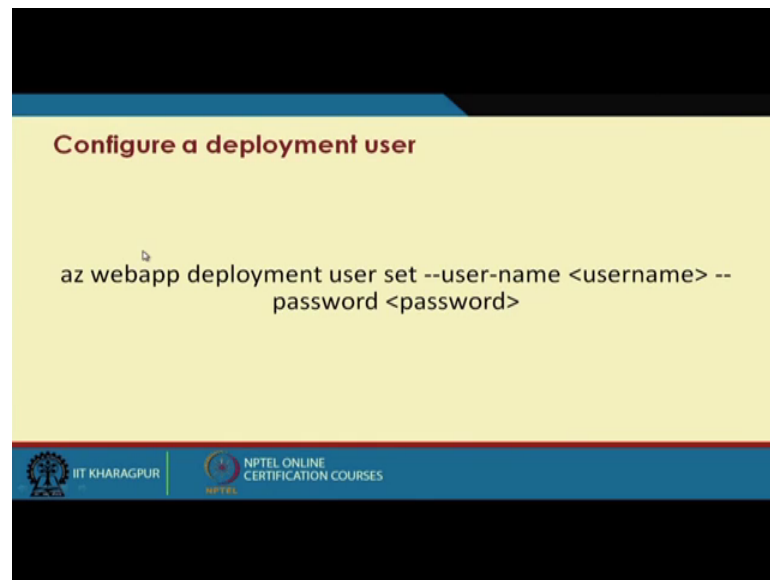 Configure a deployment user
az webapp deployment user set --user-name <username> --
password <password>
IIT KHARAGPUR
NPTEL
NPTEL ONLINE
CERTIFICATION COURSES